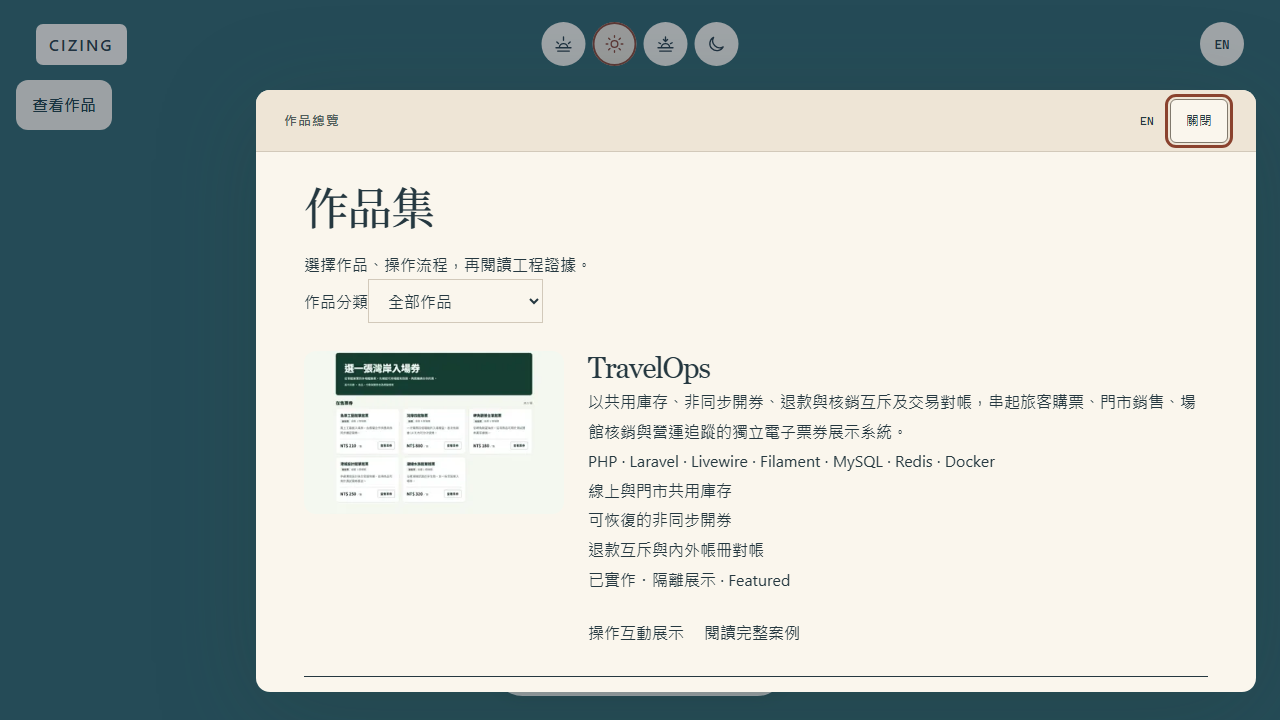 CIZING
EN
查看作品
作品總覽
EN
關閉
作品集
選擇作品、操作流程，再閱讀工程證據。
作品分類
全部作品
選一張灣岸入場券
NT$ 880
NT$ 320
TravelOps
以共用庫存、非同步開券、退款與核銷互斥及交易對帳，串起旅客購票、門市銷售、場
館核銷與營運追蹤的獨立電子票券展示系統。
PHP · Laravel · Livewire · Filament · MySQL · Redis · Docker
線上與門市共用庫存
可恢復的非同步開券
退款互斥與內外帳冊對帳
已實作．隔離展示 · Featured
操作互動展示
閱讀完整案例